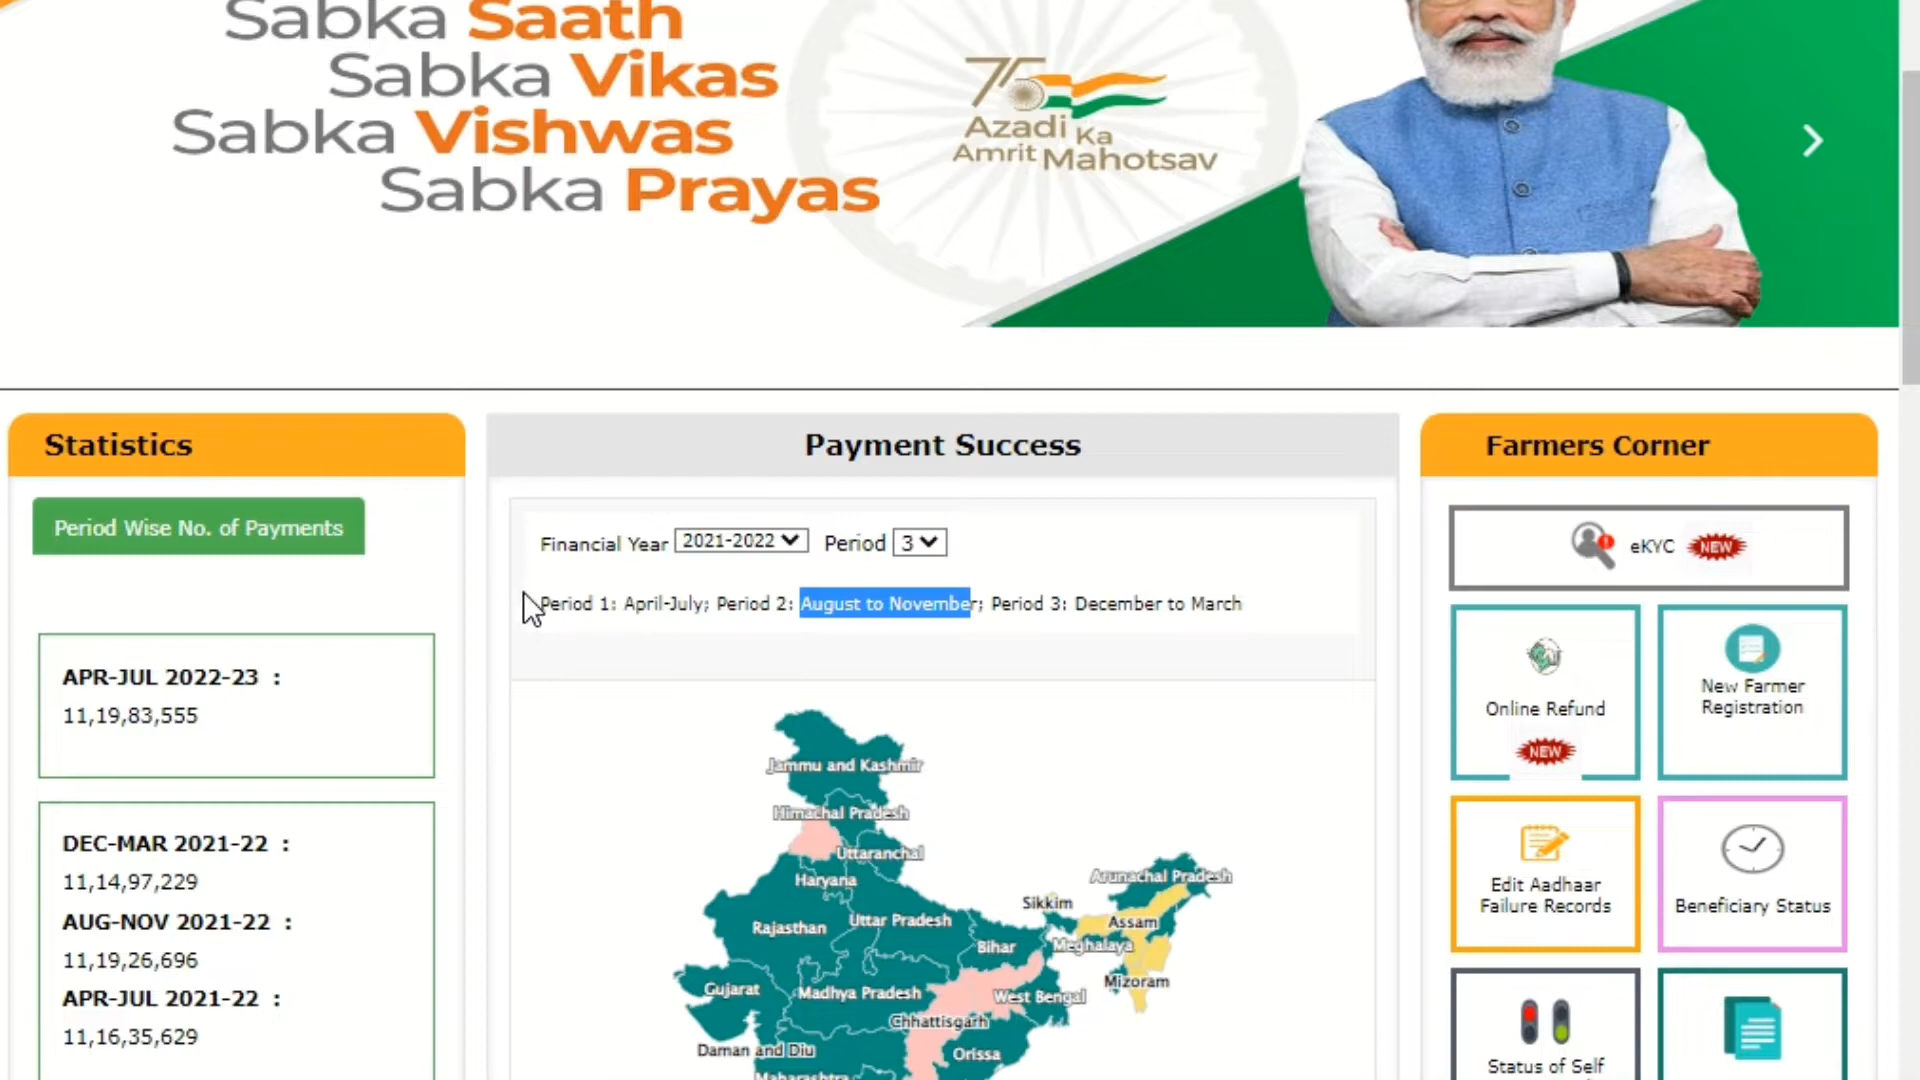 Sabka Saath
Sabka Vikas
Sabka Vishwas
Sabka Prayas
75
Azadi Ka
Amrit Mahotsav
Statistics
Period Wise No. of Payments
APR-JUL 2022-23 :
11,19,83,555
DEC-MAR 2021-22 :
11,14,97,229
AUG-NOV 2021-22 :
11,19,26,696
APR-JUL 2021-22 :
11,16,35,629
Payment Success
Financial Year 2021-2022 Period 3
Period 1: April-July; Period 2: August to November; Period 3: December to March
Jammu and Kashmir
Himachal Pradesh
Uttaranchal
Haryana
Arunachal Pradesh
Sikkim
Rajasthan
Uttar Pradesh
Assam
Bihar
Meghalaya
Mizoram
Gujarat
Madhya Pradesh
West Bengal
Chhattisgarh
Daman and Diu
Orissa
Maharashtra
Farmers Corner
eKYC NEW
Online Refund
NEW
New Farmer
Registration
Edit Aadhaar
Failure Records
Beneficiary Status
Status of Self